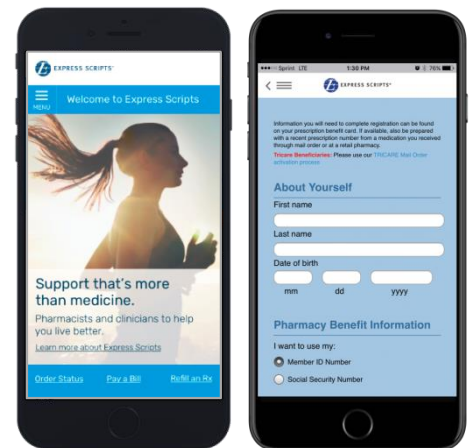 EXPRESS SCRIPTS®
MENU
Welcome to Express Scripts
Support that's more
than medicine.
Pharmacists and clinicians to help
you live better.
Learn more about Express Scripts
Order Status Pay a Bill Refill an Rx
Sprint LTE 1:30 PM 76%
EXPRESS SCRIPTS®
Information you will need to complete registration can be found
on your prescription benefit card. If available, also be prepared
with a recent prescription number from a medication you received
through mail order or at a retail pharmacy.
Tricare Beneficiaries: Please use our TRICARE Mail Order
activation process
About Yourself
First name
Last name
Date of birth
mm dd yyyy
Pharmacy Benefit Information
I want to use my:
Member ID Number
Social Security Number